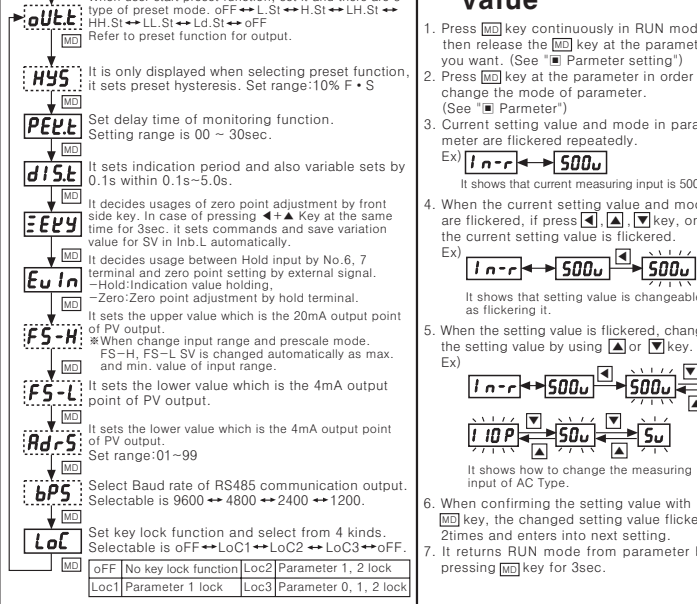 type of preset mode. oFF↔L.St↔H.St↔LH.St↔
HH.St↔LL.St↔Ld.St↔oFF
Refer to preset function for output.
oUt.t
MD
HYS
It is only displayed when selecting preset function,
it sets preset hysteresis. Set range:10% F • S
MD
PEt.t
Set delay time of monitoring function.
Setting range is 00 ~ 30sec.
MD
dIS.t
It sets indication period and also variable sets by
0.1s within 0.1s~5.0s.
MD
It decides usages of zero point adjustment by front
side key. In case of pressing ◀+▲ Key at the same
time for 3sec. it sets commands and save variation
value for SV in Inb.L automatically.
MD
It decides usage between Hold input by No.6, 7
terminal and zero point setting by external signal.
−Hold:Indication value holding,
−Zero:Zero point adjustment by hold terminal.
EuIn
MD
It sets the upper value which is the 20mA output point
of PV output.
※When change input range and prescale mode.
FS−H, FS−L SV is changed automatically as max.
and min. value of input range.
FS-H
MD
FS-L
It sets the lower value which is the 4mA output
point of PV output.
MD
AdrS
It sets the lower value which is the 4mA output point
of PV output.
Set range:01~99
MD
bPS
Select Baud rate of RS485 communication output.
Selectable is 9600 ↔ 4800 ↔ 2400 ↔ 1200.
MD
LoC
Set key lock function and select from 4 kinds.
Selectable is oFF↔LoC1↔LoC2 ↔ LoC3↔oFF.
MD
oFF No key lock function Loc2 Parameter 1, 2 lock
Loc1 Parameter 1 lock Loc3 Parameter 0, 1, 2 lock
value
1. Press MD key continuously in RUN
then release the MD key at the
you want. (See "■ Parmeter setting")
2. Press MD key at the parameter in order
change the mode of parameter.
(See "■ Parmeter")
3. Current setting value and mode in para
meter are flickered repeatedly.
Ex) In-r ↔ 500u
It shows that current measuring input is 500
4. When the current setting value and
are flickered, if press ◀, ▲, ▼ key,
the current setting value is flickered.
Ex)
In-r ↔ 500u ◀ 500u
It shows that setting value is
as flickering it.
5. When the setting value is flickered,
the setting value by using ▲ or ▼ key.
Ex)
In-r ↔ 500u ◀ 500u ▼
110P ▼ ▲ 50u ▼ ▲ 5u
It shows how to change the measuring
input of AC Type.
6. When confirming the setting value with
MD key, the changed setting value
2times and enters into next setting.
7. It returns RUN mode from parameter
pressing MD key for 3sec.